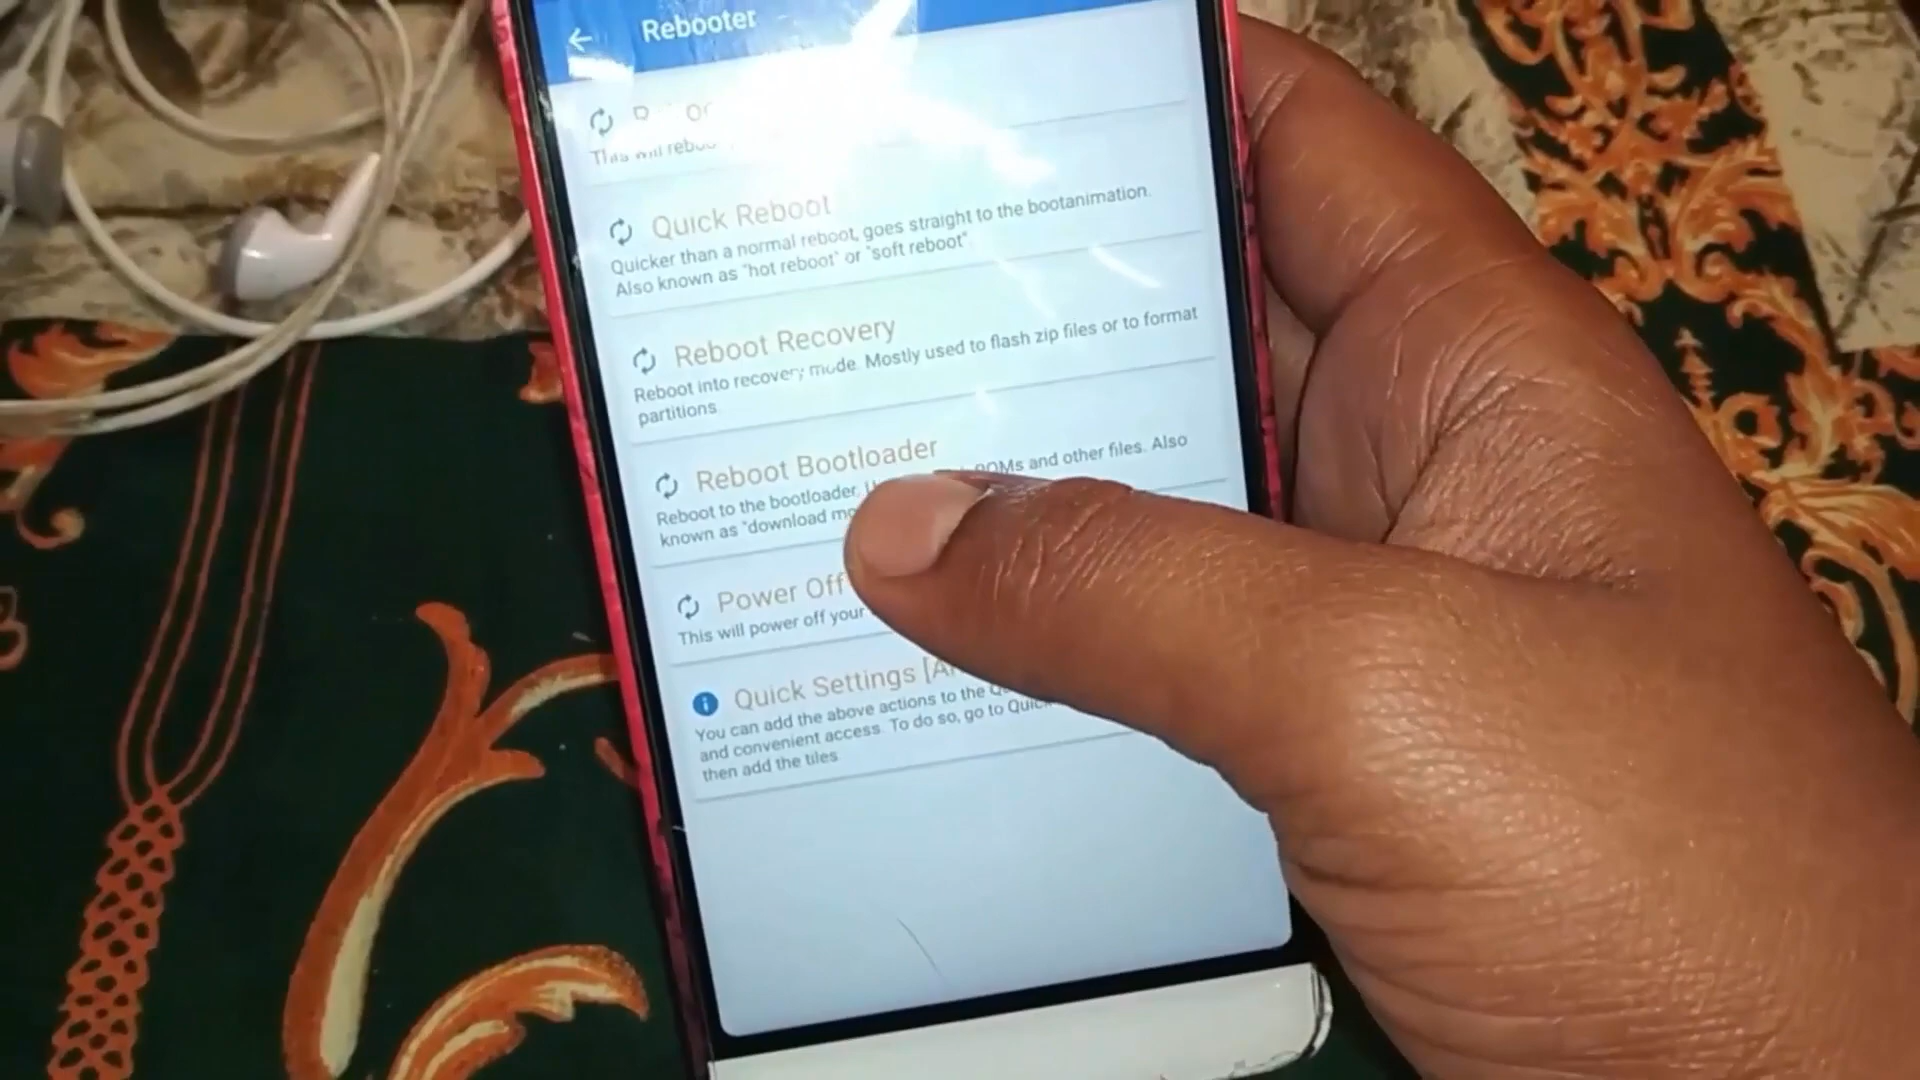 Rebooter
This will
Quick Reboot
Quicker than a normal reboot, goes straight to the bootanimation.
Also known as "hot reboot" or "soft reboot".
Reboot Recovery
Reboot into recovery mode. Mostly used to flash zip files or to format
partitions
Reboot Bootloader
Reboot to the bootloader. and other files. Also
known as "download
Power Off
This will power off your
Quick Settings
You can add the above actions to the
and convenient access. To do so, go to
then add the tiles